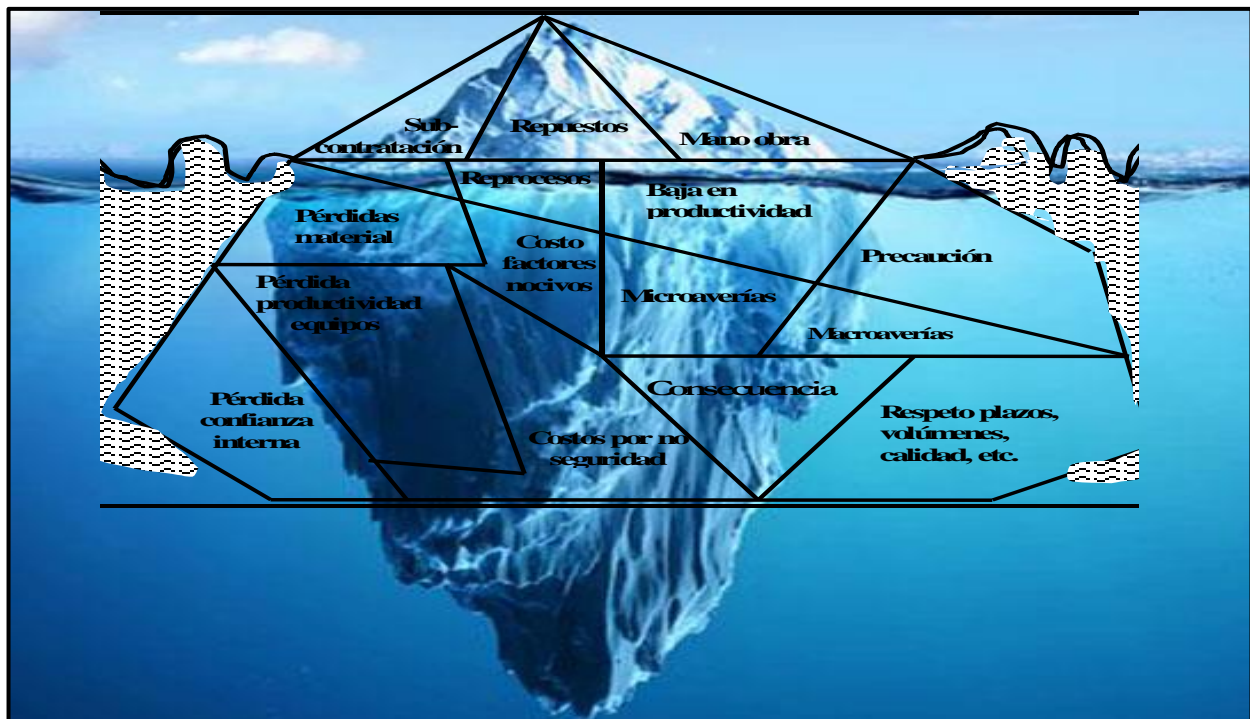 Sub-
contratación
Repuestos
Mano obra
Reprocesos
Baja en
productividad
Pérdidas
material
Costo
factores
nocivos
Precaución
Pérdida
productividad
equipos
Microaverías
Macroaverías
Consecuencia
Pérdida
confianza
interna
Costos por no
seguridad
Respeto plazos,
volúmenes,
calidad, etc.